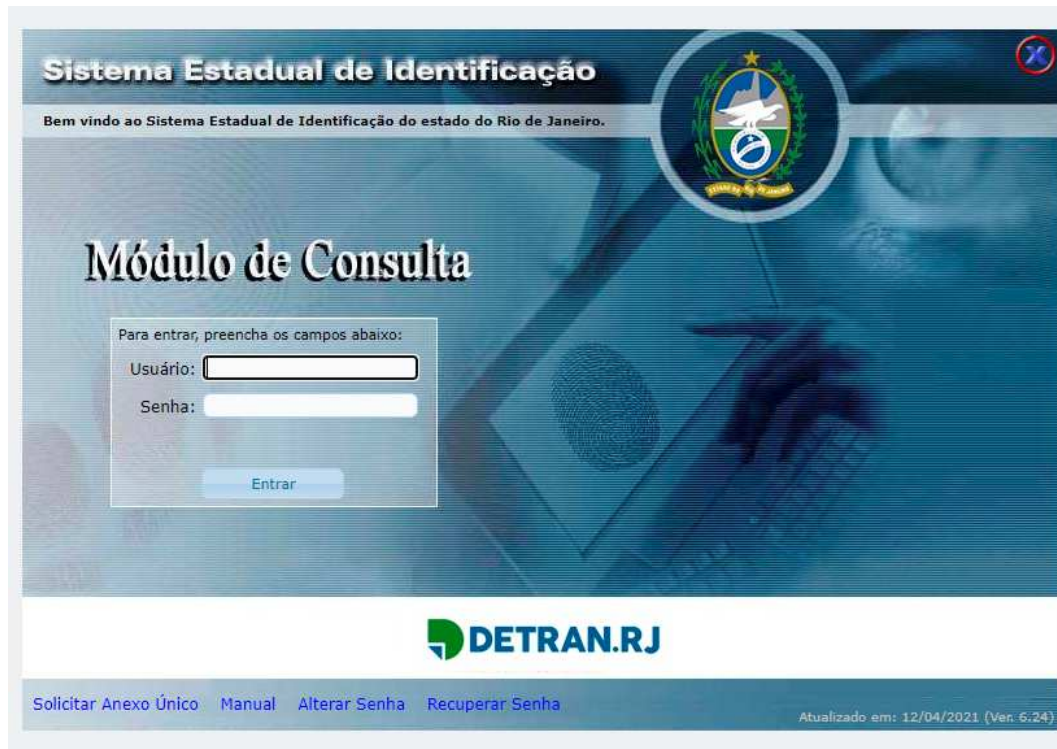 Sistema Estadual de Identificação
Bem vindo ao Sistema Estadual de Identificação do estado do Rio de Janeiro.
Módulo de Consulta
Para entrar, preencha os campos abaixo:
Usuário:
Senha:
Entrar
DETRAN.RJ
Solicitar Anexo Único Manual Alterar Senha Recuperar Senha
Atualizado em: 12/04/2021 (Ver. 6.24)